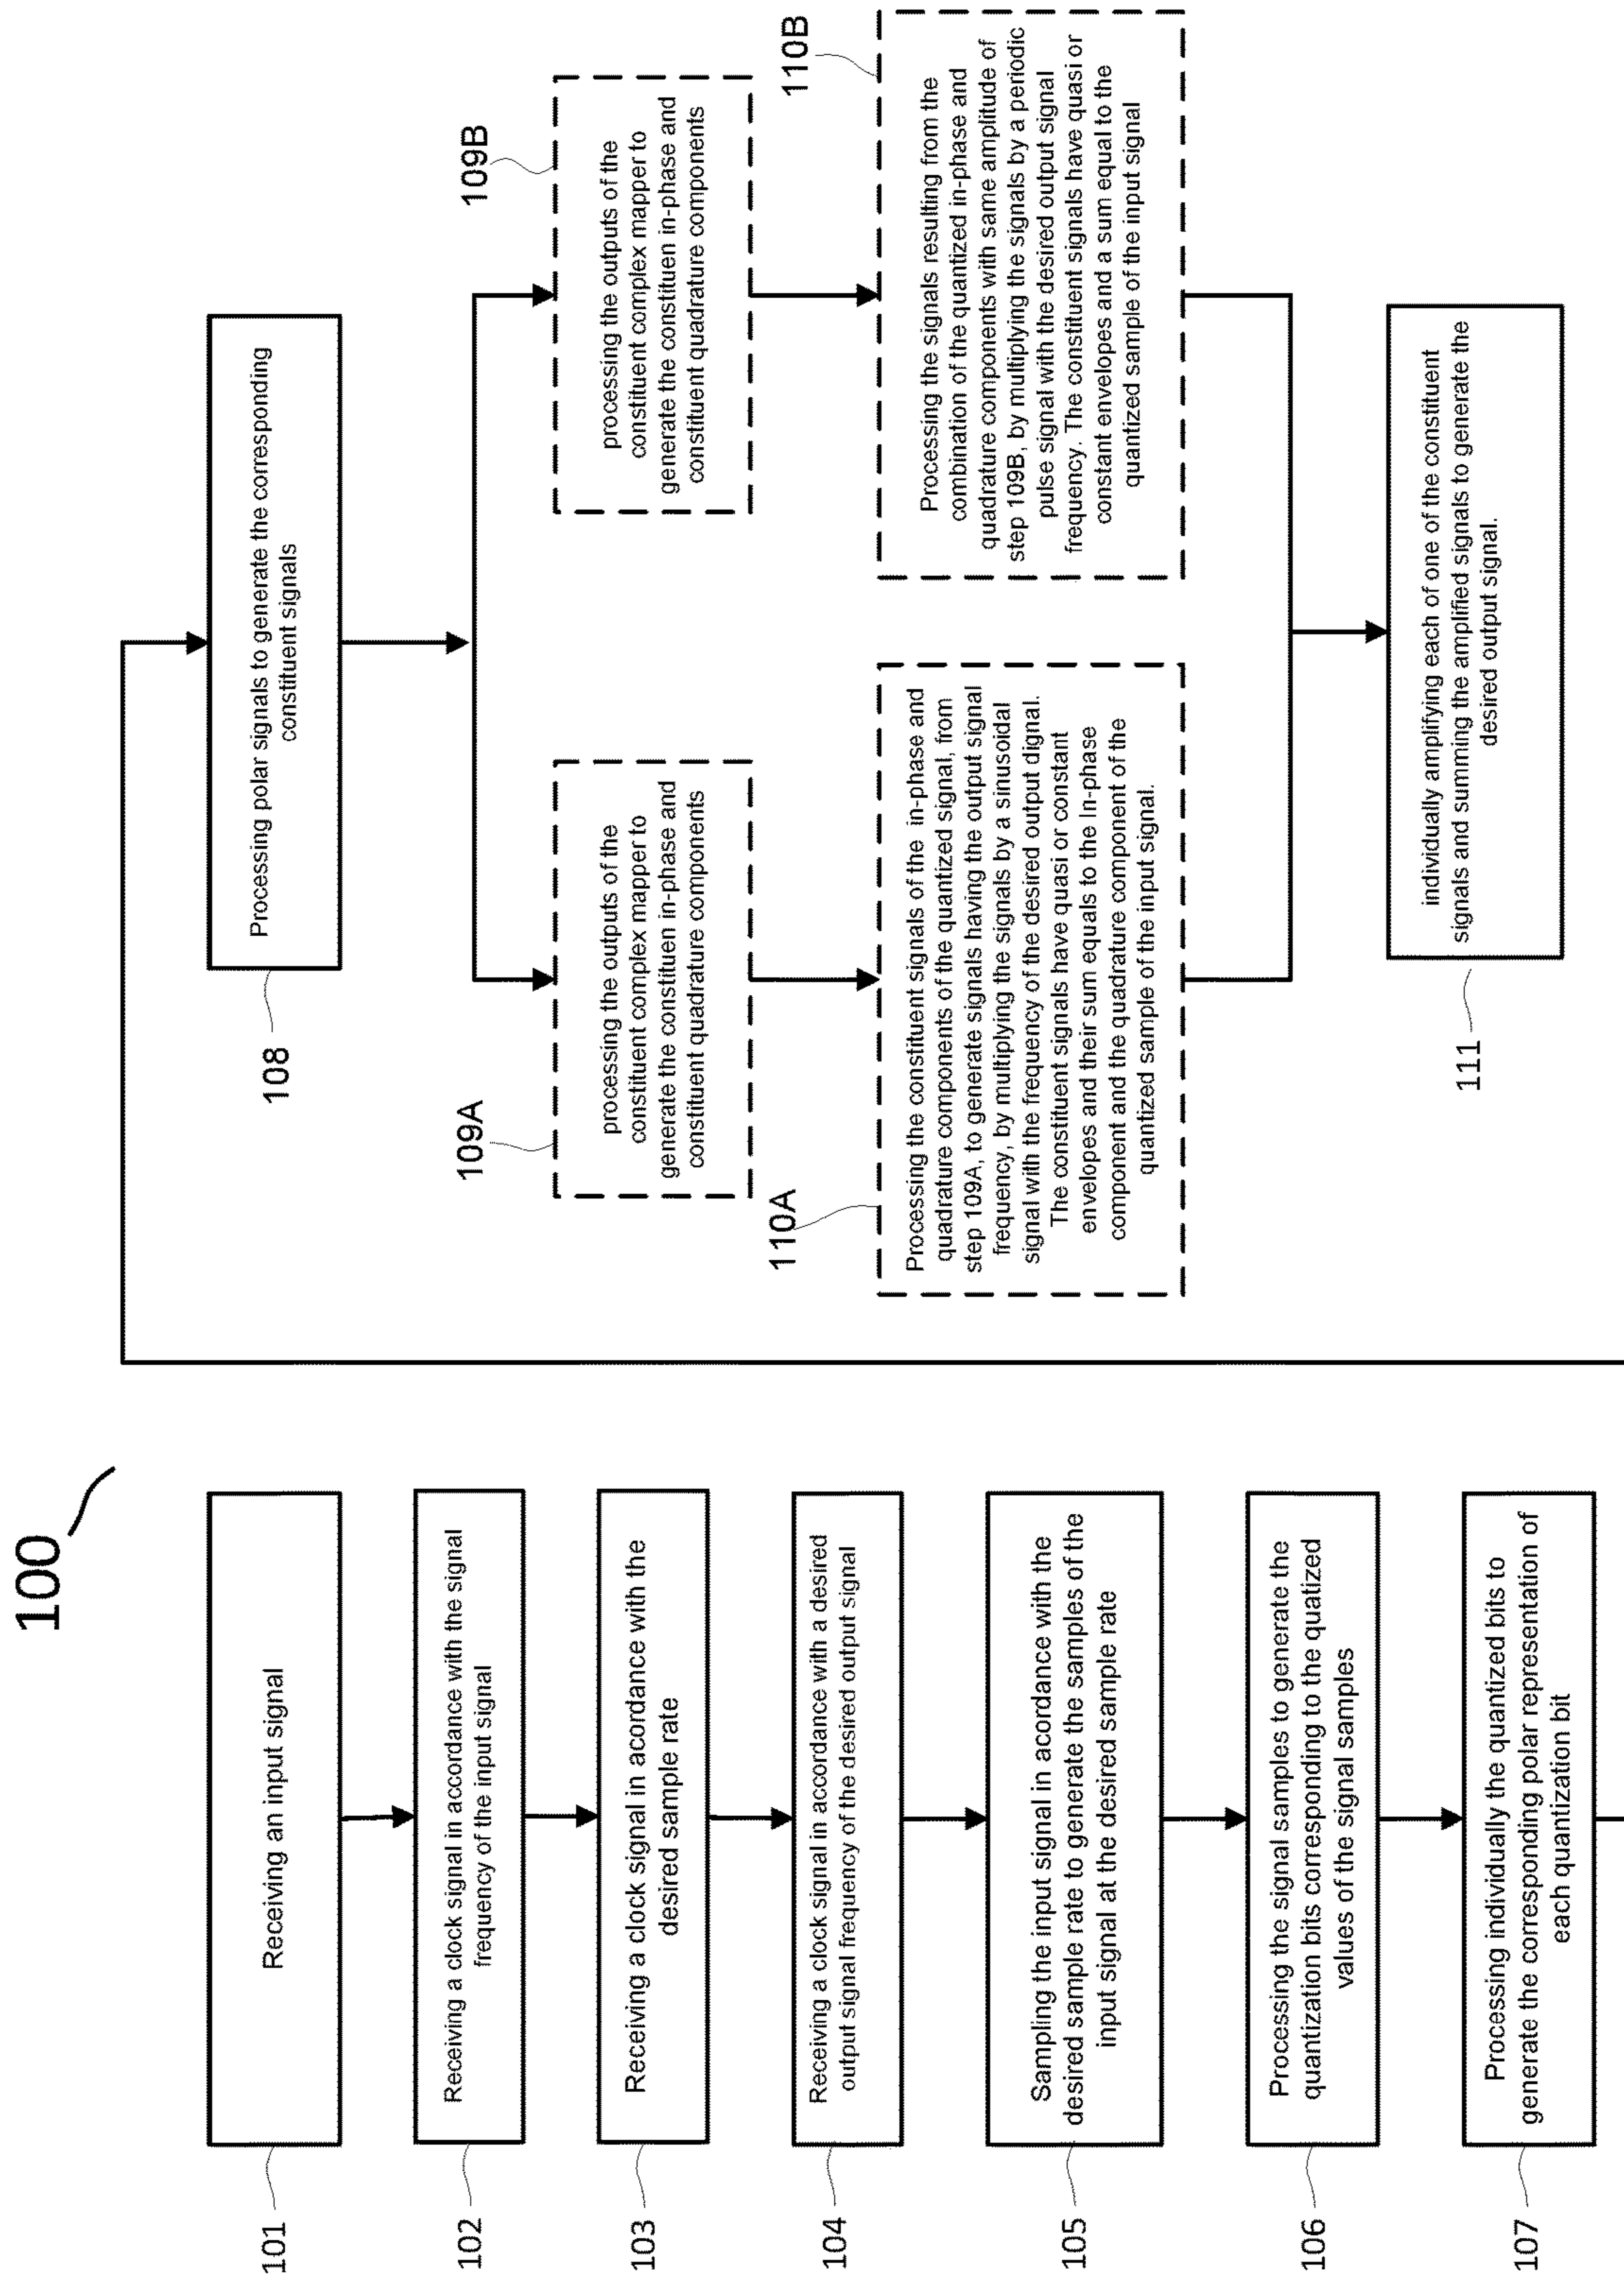 100
101
Receiving an input signal
102
Receiving a clock signal in accordance with the signal
frequency of the input signal
103
Receiving a clock signal in acordance with the
desired sample rate
104
Receiving a clock signal in accordance with a desired
output signal frequency of the desired output signal
105
Sampling the input signal in acordance with the
desired sample rate to generate the samples of the
input signal at the desired sample rate
106
Processing the signal samples to generate the
quantization bits corresponding to the quatized
values of the signal samples
107
Processing individually the quantized bits to
generate the corresponding polar representation of
each quantization bit
108
Processing polar signals to generate the corresponding
constituent signals
109A
processing the outputs of the
constituent complex mapper to
generate the constituen in-phase and
constituent quadrature components
109B
processing the outputs of the
constituent complex mapper to
generate the constituen in-phase and
constituent quadrature components
110A
Processing the constituent signals of the in-phase and
quadrature components of the quantized signal, from
step 109A, to generate signals having the output signal
frequency, by multiplying the signals by a sinusoidal
signal with the frequency of the desired output dignal.
The constituent signals have quasi or constant
envelopes and their sum equals to the In-phase
component and the quadrature component of the
quantized sample of the input signal.
110B
Processing the signals resulting from the
combination of the quantized in-phase and
quadrature components with same amplitude of
step 109B, by multiplying the signals by a periodic
pulse signal with the desired output signal
frequency. The constituent signals have quasi or
constant envelopes and a sum equal to the
quantized sample of the input signal
111
individually amplifying each of one of the constituent
signals and summing the amplified signals to generate the
desired output signal.